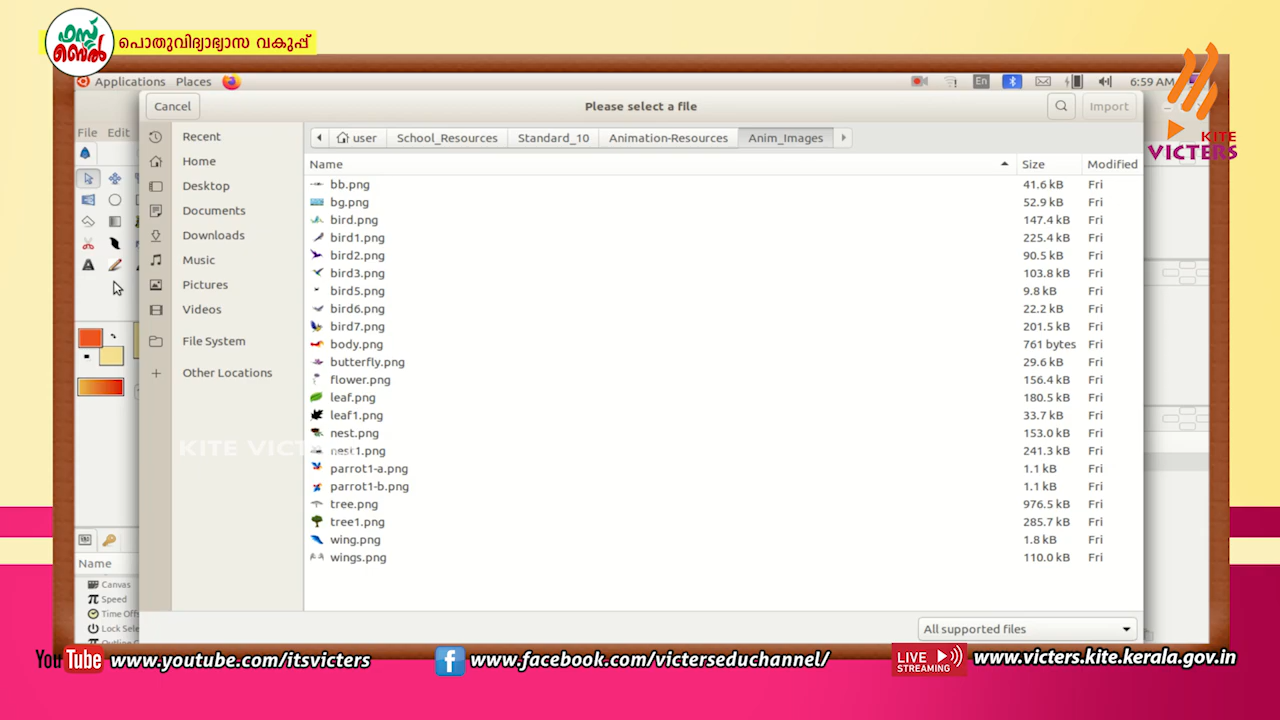 ഫസ്റ്റ്
ബെൽ
പൊതുവിദ്യാഭ്യാസ വകുപ്പ്
Applications Places
En
6:59 AM
Cancel
Please select a file
Import
KITE
VICTERS
File Edit
Recent
Home
Desktop
Documents
Downloads
Music
Pictures
Videos
File System
Other Locations
user School_Resources Standard_10 Animation-Resources Anim_Images
Name Size Modified
bb.png 41.6 kB Fri
bg.png 52.9 kB Fri
bird.png 147.4 kB Fri
bird1.png 225.4 kB Fri
bird2.png 90.5 kB Fri
bird3.png 103.8 kB Fri
bird5.png 9.8 kB Fri
bird6.png 22.2 kB Fri
bird7.png 201.5 kB Fri
body.png 761 bytes Fri
butterfly.png 29.6 kB Fri
flower.png 156.4 kB Fri
leaf.png 180.5 kB Fri
leaf1.png 33.7 kB Fri
nest.png 153.0 kB Fri
nest1.png 241.3 kB Fri
parrot1-a.png 1.1 kB Fri
parrot1-b.png 1.1 kB Fri
tree.png 976.5 kB Fri
tree1.png 285.7 kB Fri
wing.png 1.8 kB Fri
wings.png 110.0 kB Fri
KITE
Name
Canvas
Speed
Time Offs
Lock Sele
All supported files
You Tube www.youtube.com/itsvicters
f www.facebook.com/victerseduchannel/
LIVE
STREAMING
www.victers.kite.kerala.gov.in